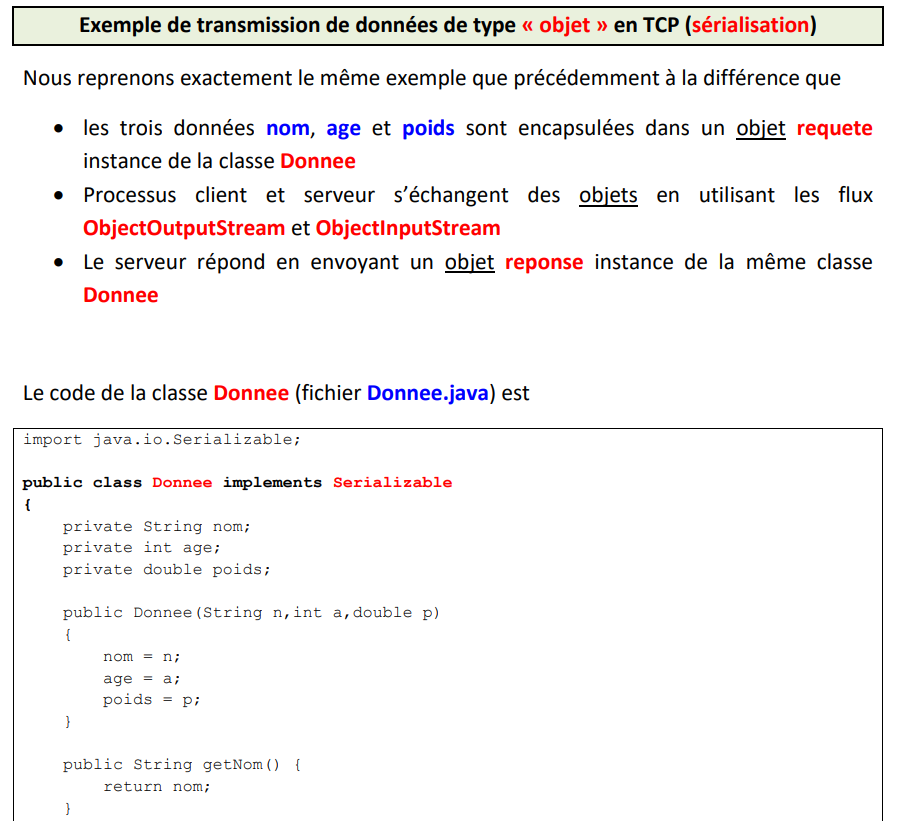 Exemple de transmission de données de type « objet » en TCP (sérialisation)
Nous reprenons exactement le même exemple que précédemment à la différence que
• les trois données nom, age et poids sont encapsulées dans un objet requete
instance de la classe Donnee
• Processus client et serveur s’échangent des objets en utilisant les flux
ObjectOutputStream et ObjectInputStream
• Le serveur répond en envoyant un objet reponse instance de la même classe
Donnee
Le code de la classe Donnee (fichier Donnee.java) est
import java.io.Serializable;
public class Donnee implements Serializable
{
    private String nom;
    private int age;
    private double poids;
    public Donnee(String n,int a,double p)
    {
        nom = n;
        age = a;
        poids = p;
    }
    public String getNom() {
        return nom;
    }